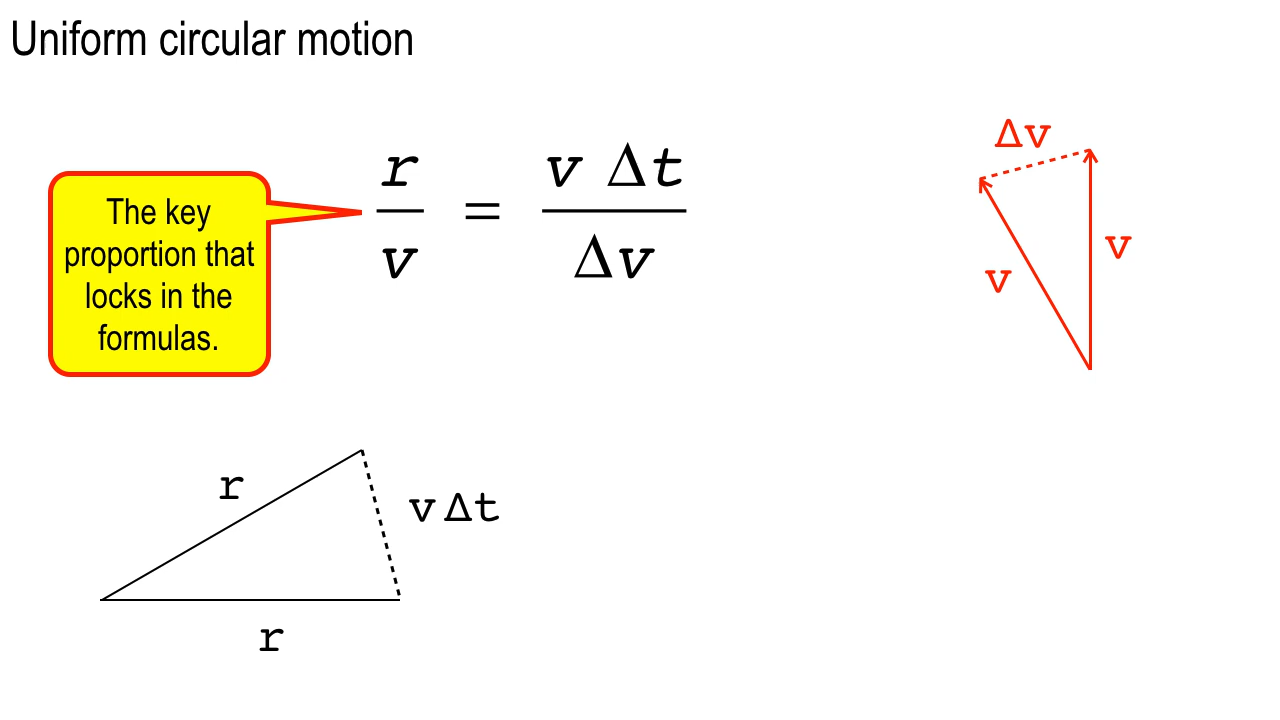 Uniform circular motion
The key
proportion that
locks in the
formulas.
r/v = v Δt/Δv
Δv
v
v
r
v Δt
r